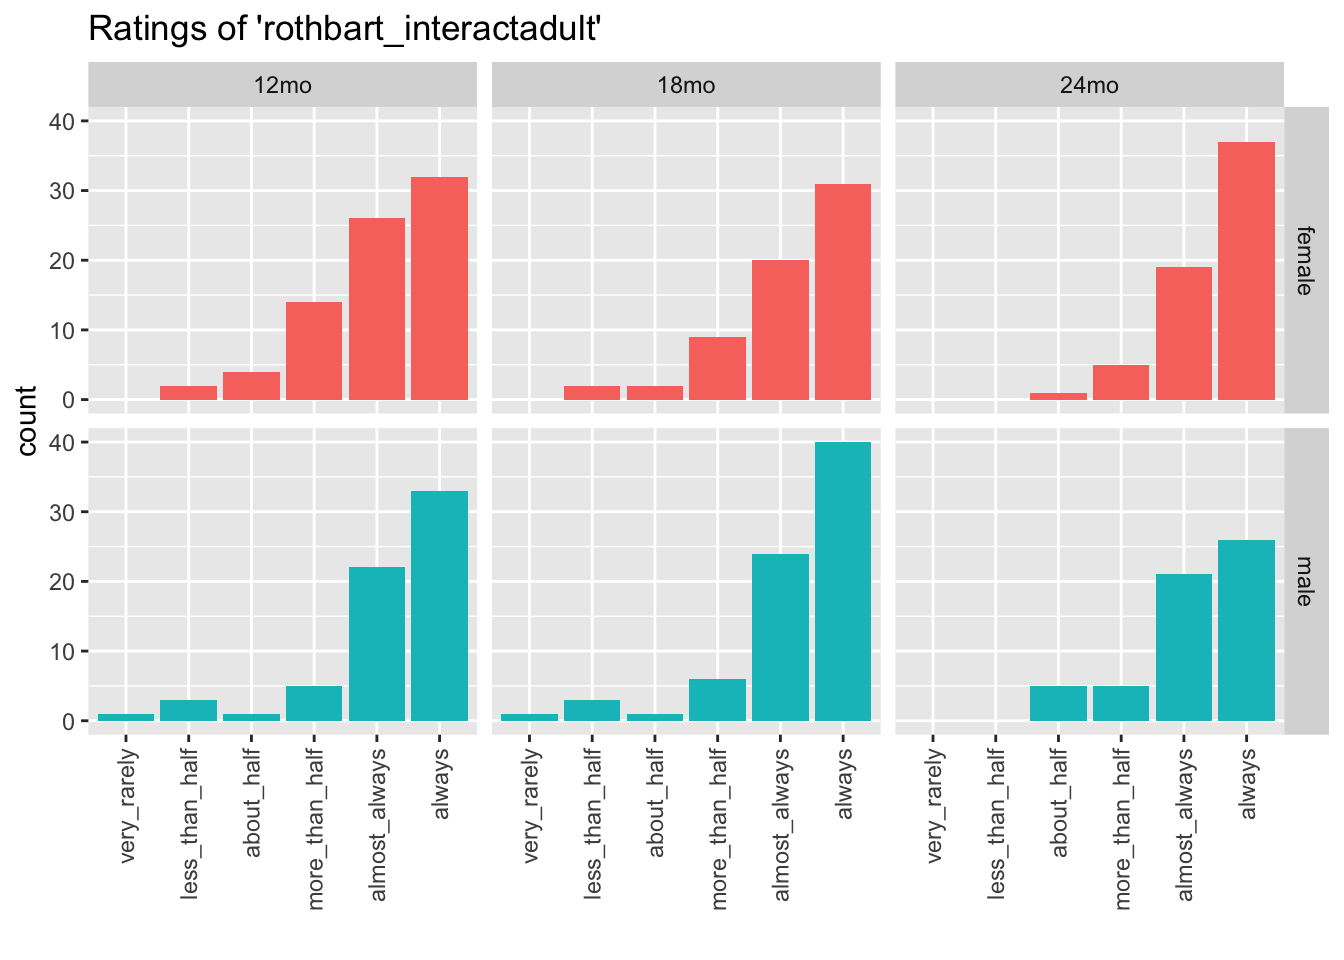 Ratings of 'rothbart_interactadult'
12mo 18mo 24mo
40
30
20
10
0
female
count
40
30
20
10
0
male
very_rarely less_than_half about_half more_than_half almost_always always very_rarely less_than_half about_half more_than_half almost_always always very_rarely less_than_half about_half more_than_half almost_always always